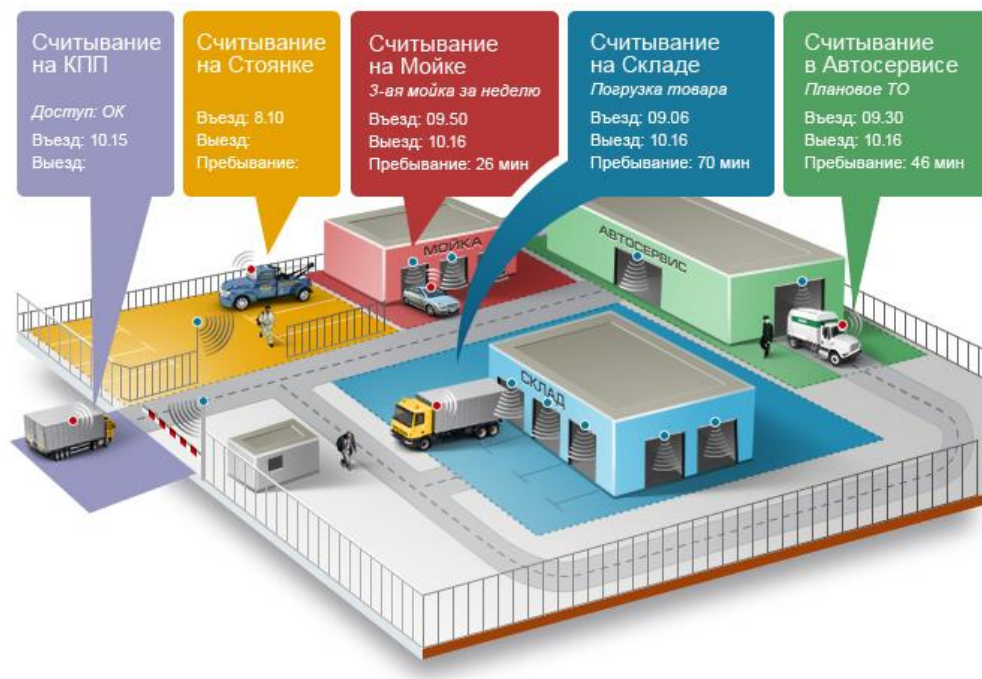 Считывание
на КПП
Доступ: ОК
Въезд: 10.15
Выезд:
Считывание
на Стоянке
Въезд: 8.10
Выезд:
Пребывание:
Считывание
на Мойке
3-ая мойка за неделю
Въезд: 09.50
Выезд: 10.16
Пребывание: 26 мин
Считывание
на Складе
Погрузка товара
Въезд: 09.06
Выезд: 10.16
Пребывание: 70 мин
Считывание
в Автосервисе
Плановое ТО
Въезд: 09.30
Выезд: 10.16
Пребывание: 46 мин
МОЙКА
АВТОСЕРВИС
СКЛАД